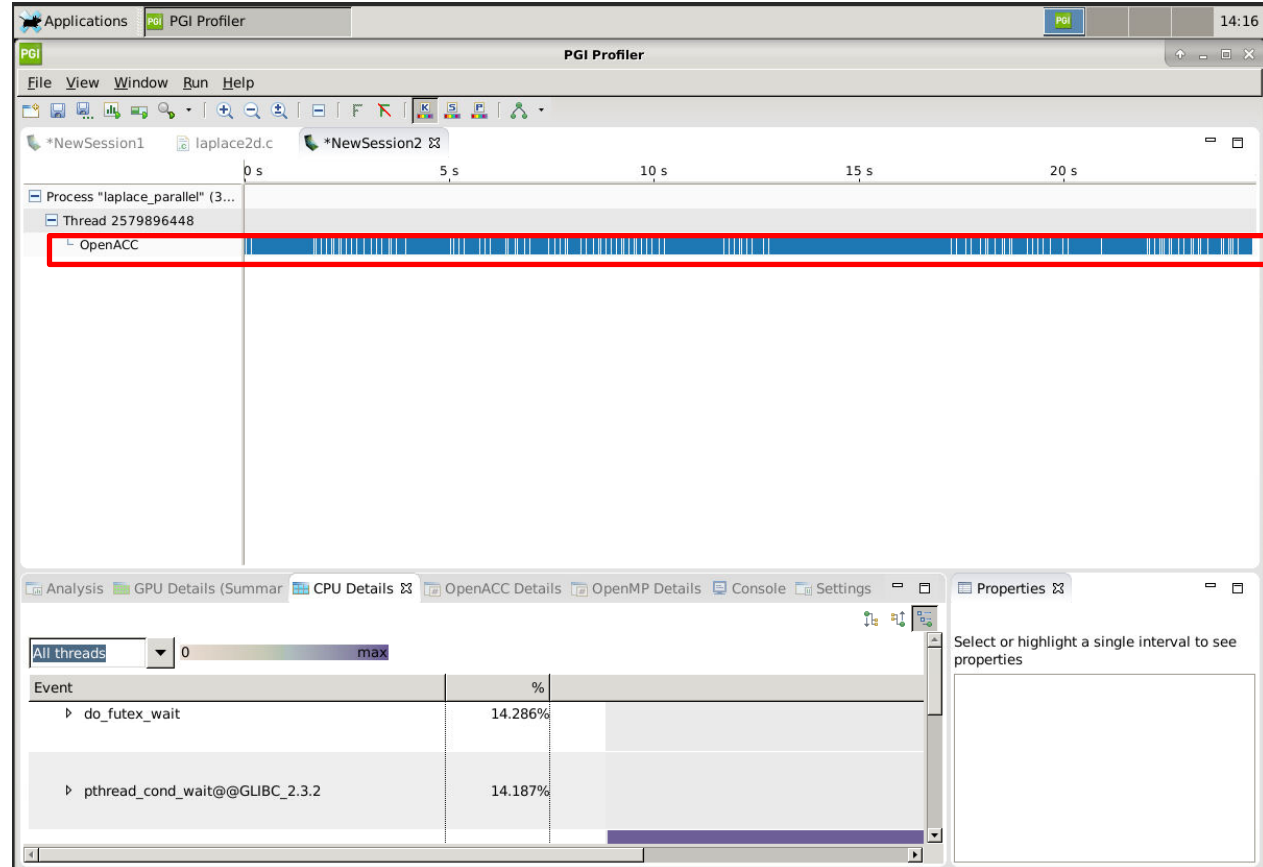 Applications PGI PGI Profiler PGI 14:16
PGI PGI Profiler
File View Window Run Help
F K S P
*NewSession1 laplace2d.c *NewSession2
0 s 5 s 10 s 15 s 20 s
Process "laplace_parallel" (3...
Thread 2579896448
OpenACC
Analysis GPU Details (Summar CPU Details OpenACC Details OpenMP Details Console Settings Properties
All threads 0 max
Select or highlight a single interval to see
properties
Event %
do_futex_wait 14.286%
pthread_cond_wait@@GLIBC_2.3.2 14.187%